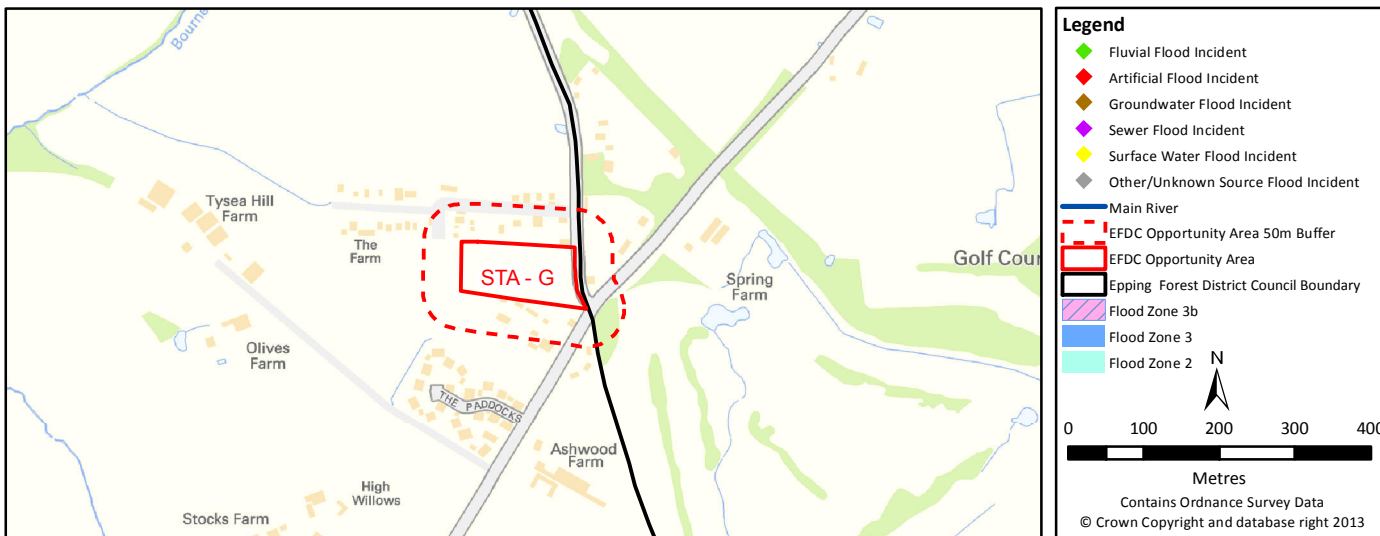 Bourne
Tysea Hill
Farm
The
Farm
STA - G
Golf Cour
Spring
Farm
Olives
Farm
THE PADDOCKS
Ashwood
Farm
High
Willows
Stocks Farm
Legend
Fluvial Flood Incident
Artificial Flood Incident
Groundwater Flood Incident
Sewer Flood Incident
Surface Water Flood Incident
Other/Unknown Source Flood Incident
Main River
EFDC Opportunity Area 50m Buffer
EFDC Opportunity Area
Epping Forest District Council Boundary
Flood Zone 3b
Flood Zone 3
Flood Zone 2
N
0 100 200 300 400
Metres
Contains Ordnance Survey Data
© Crown Copyright and database right 2013